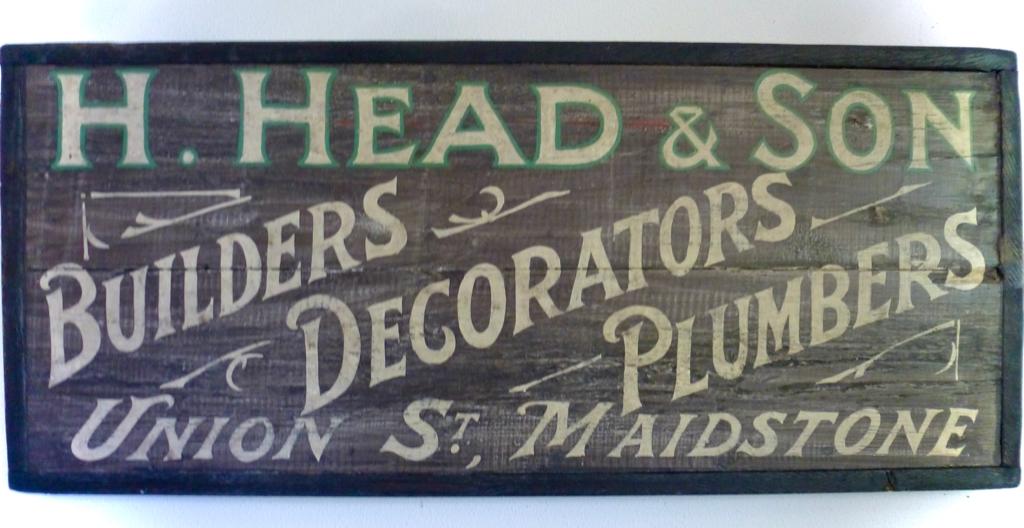 H. HEAD & SON
BUILDERS DECORATORS PLUMBERS
UNION ST, MAIDSTONE